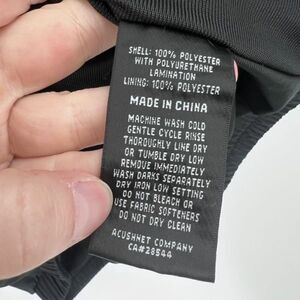 SHELL: 100% POLYESTER
WITH POLYURETHANE
LAMINATION
LINING: 100% POLYESTER
MADE IN CHINA
MACHINE WASH COLD
GENTLE CYCLE RINSE
THOROUGHLY LINE DRY
OR TUMBLE DRY LOW
REMOVE IMMEDIATELY
WASH DARKS SEPARATELY
DRY IRON LOW SETTING
DO NOT BLEACH OR
USE FABRIC SOFTENERS
DO NOT DRY CLEAN
ACUSHNET COMPANY
CA#28544